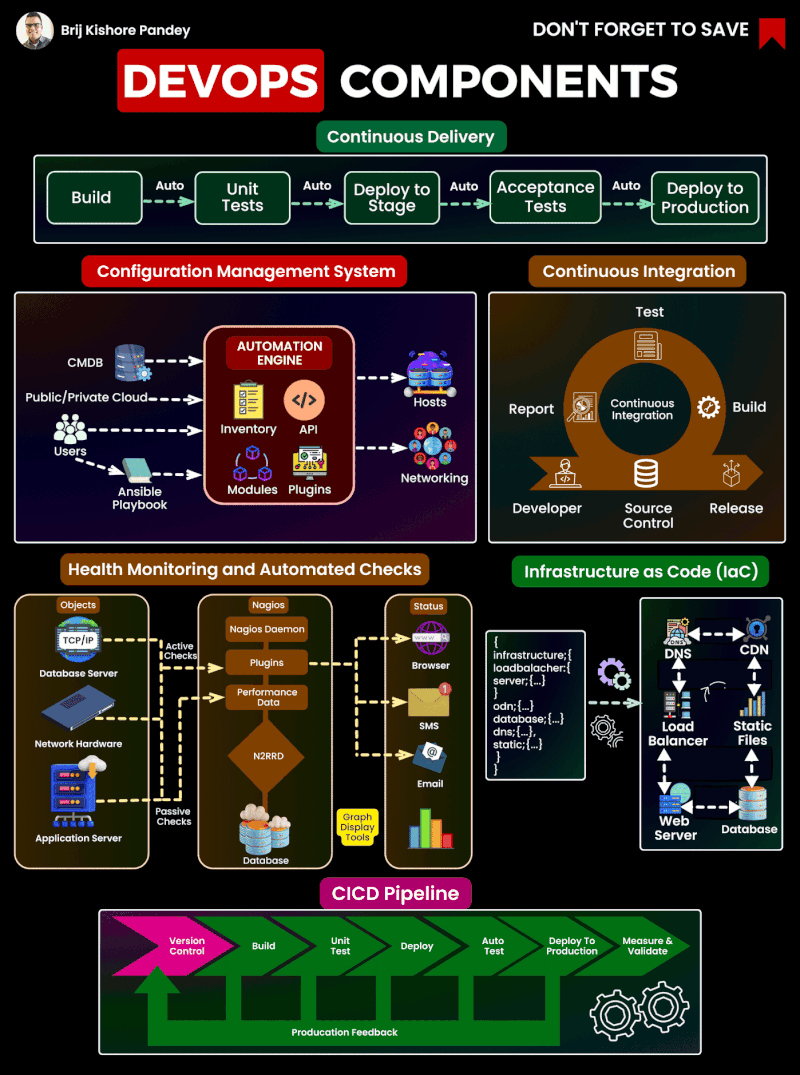 Brij Kishore Pandey
DON'T FORGET TO SAVE
DEVOPS COMPONENTS
Continuous Delivery
Build
Auto
Unit
Tests
Auto
Deploy to
Stage
Auto
Acceptance
Tests
Auto
Deploy to
Production
Configuration Management System
CMDB
Public/Private Cloud
Users
Ansible
Playbook
AUTOMATION
ENGINE
Inventory
API
Modules
Plugins
Hosts
Networking
Continuous Integration
Test
Report
Continuous
Integration
Build
Developer
Source
Control
Release
Health Monitoring and Automated Checks
Objects
TCP/IP
Database Server
Network Hardware
Application Server
Active
Checks
Passive
Checks
Nagios
Nagios Daemon
Plugins
Performance
Data
N2RRD
Database
Graph
Display
Tools
Status
www
Browser
1
SMS
@
Email
Infrastructure as Code (IaC)
{
infrastructure;{
loadbalacher:{
server;{...}
}
odn;{...}
database;{...}
dns;{...},
static;{...}
}
}
DNS
DNS
CDN
Load
Balancer
Static
Files
Web
Server
Database
CICD Pipeline
Version
Control
Build
Unit
Test
Deploy
Auto
Test
Deploy To
Production
Measure &
Validate
Producation Feedback